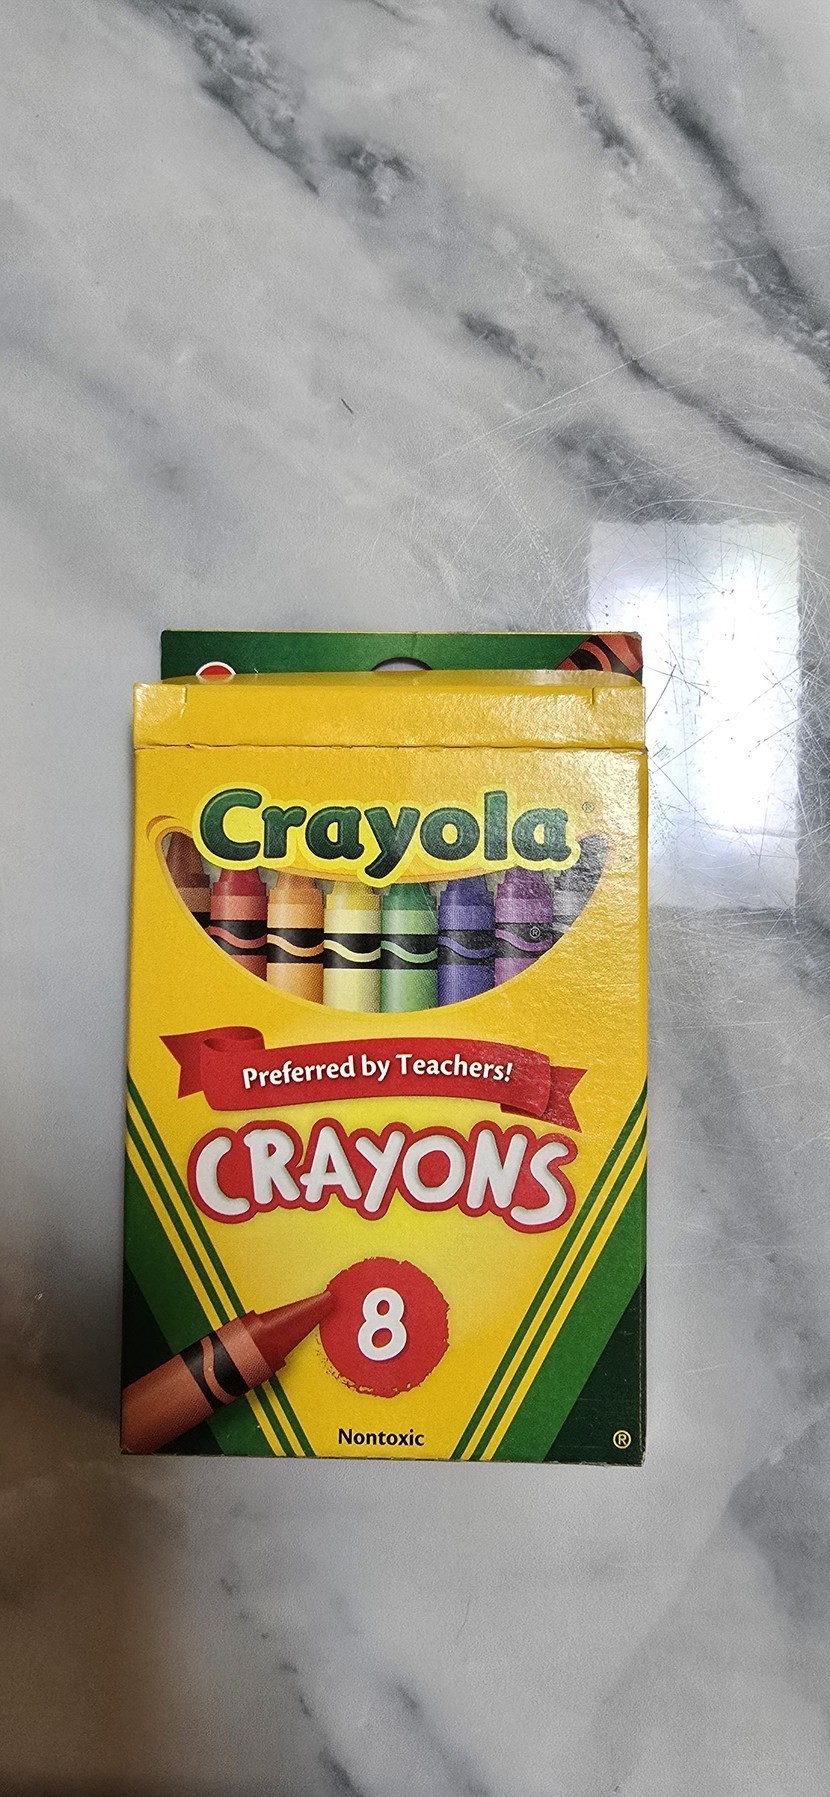 Crayola®
®
Preferred by Teachers!
CRAYONS
8
Nontoxic
®